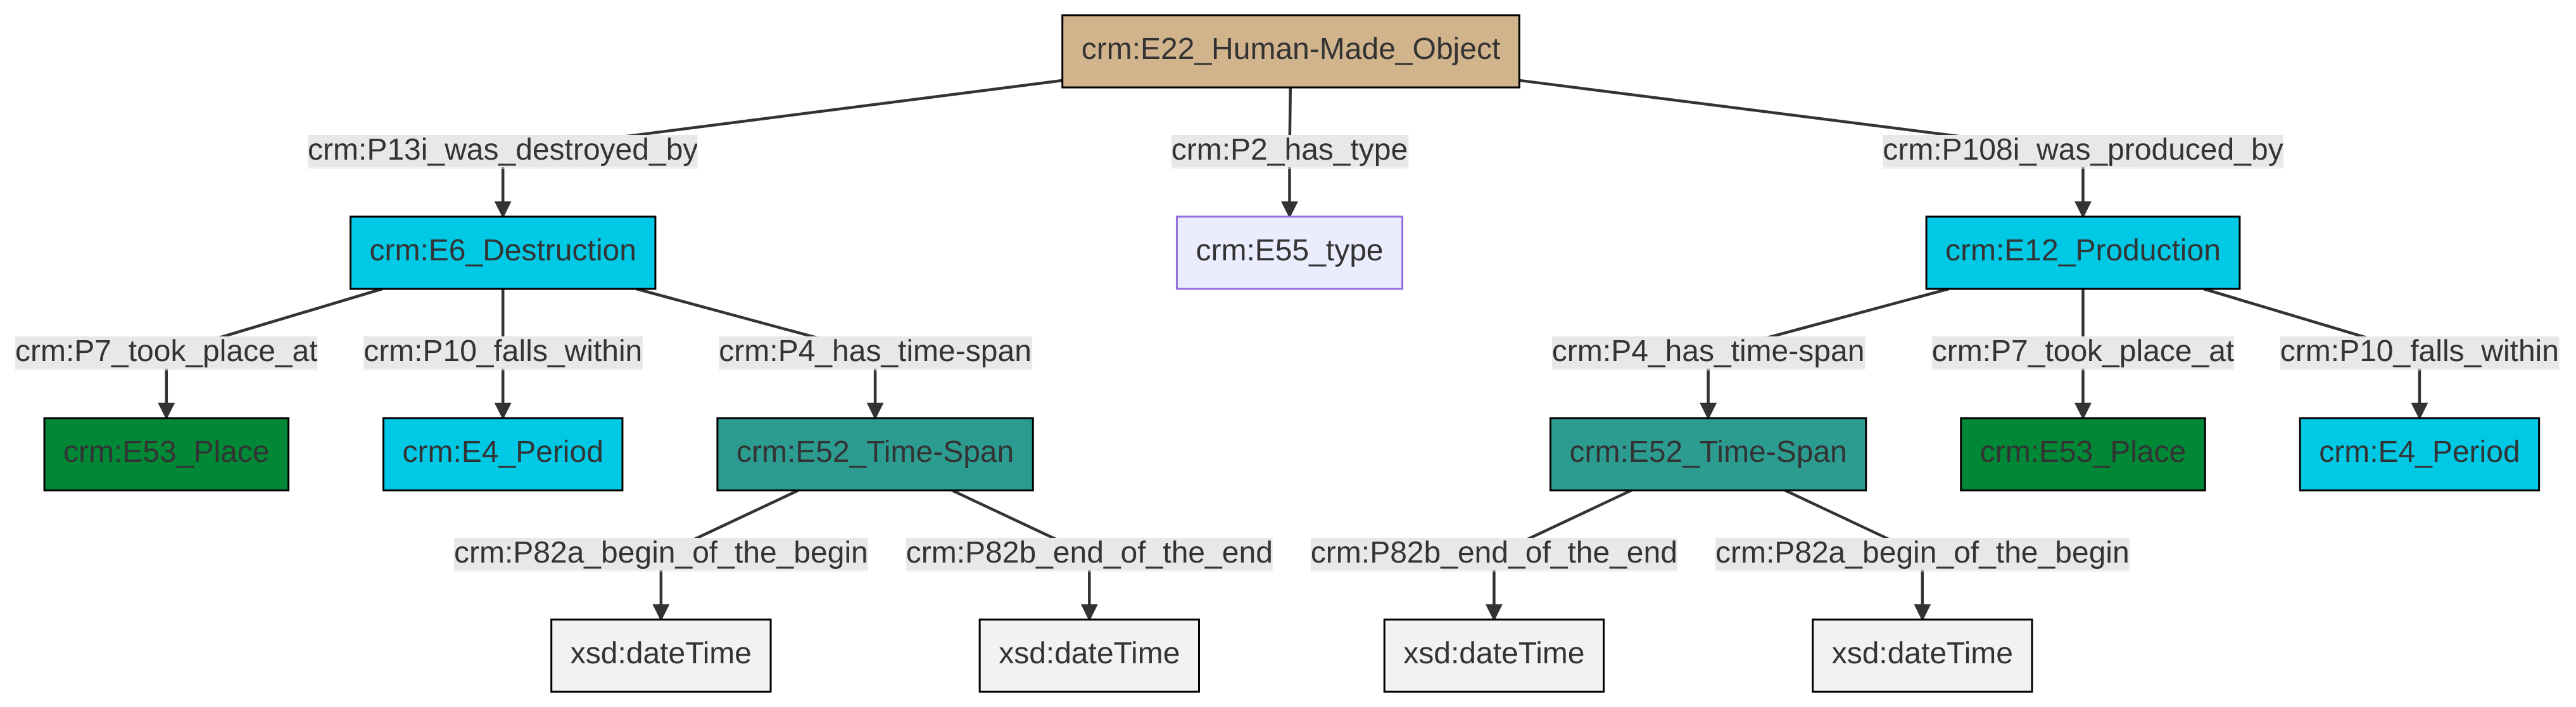 crm:E22_Human-Made_Object
crm:P13i_was_destroyed_by
crm:P2_has_type
crm:P108i_was_produced_by
crm:E6_Destruction
crm:E55_type
crm:E12_Production
crm:P7_took_place_at
crm:P10_falls_within
crm:P4_has_time-span
crm:P4_has_time-span
crm:P7_took_place_at
crm:P10_falls_within
crm:E53_Place
crm:E4_Period
crm:E52_Time-Span
crm:E52_Time-Span
crm:E53_Place
crm:E4_Period
crm:P82a_begin_of_the_begin
crm:P82b_end_of_the_end
crm:P82b_end_of_the_end
crm:P82a_begin_of_the_begin
xsd:dateTime
xsd:dateTime
xsd:dateTime
xsd:dateTime